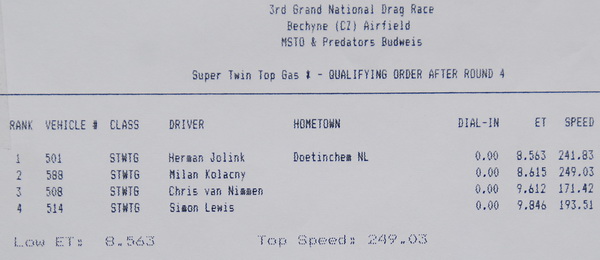 3rd Grand National Drag Race
Bechyne (CZ) Airfield
MSTO & Predators Budweis
Super Twin Top Gas # - QUALIFYING ORDER AFTER ROUND 4
RANK VEHICLE # CLASS DRIVER HOMETOWN DIAL-IN ET SPEED
1 501 STWTG Herman Jolink Doetinchem NL 0.00 8.563 241.83
2 588 STWTG Milan Kolacny 0.00 8.615 249.03
3 508 STWTG Chris van Nimmen 0.00 9.612 171.42
4 514 STWTG Simon Lewis 0.00 9.846 193.51
Low ET: 8.563 Top Speed: 249.03